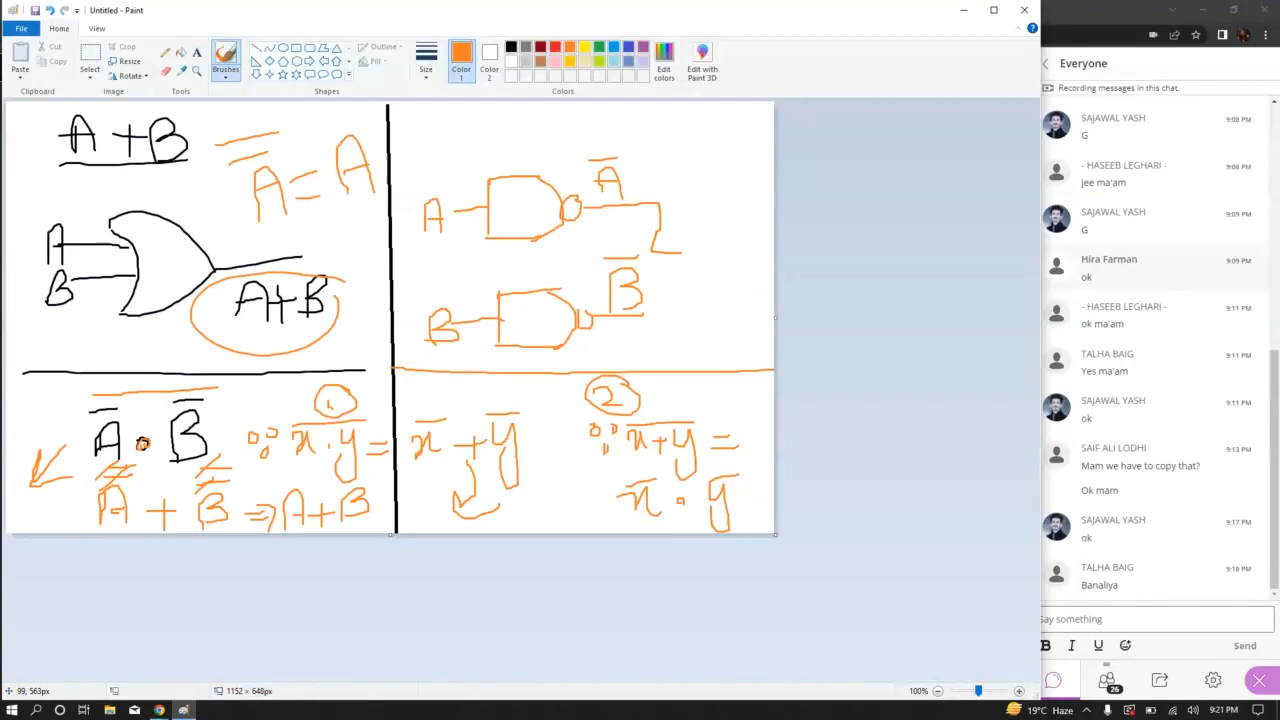 Untitled - Paint
File Home View
Paste Cut Copy Clipboard
Select Crop Resize Rotate Image
Tools
Brushes
Outline Fill Shapes
Size
Color 1 Color 2
Edit colors
Edit with Paint 3D
Colors
A + B
A̿ = A
A
B
A+B
A
A̅
B
B̅
A̅ . B̅
①
∵ x . y = x̅ + y̅
A̿ + B̿ ⇒ A+B
②
∵ x+y =
x̅ . y̅
99, 563px
1152 × 648px
100%
Everyone
Recording messages in this chat.
SAJAWAL YASH 9:08 PM
G
- HASEEB LEGHARI - 9:08 PM
jee ma'am
SAJAWAL YASH 9:09 PM
G
Hira Farman 9:09 PM
ok
- HASEEB LEGHARI - 9:11 PM
ok ma'am
TALHA BAIG 9:11 PM
Yes ma'am
SAJAWAL YASH 9:11 PM
ok
SAIF ALI LODHI 9:13 PM
Mam we have to copy that?
Ok mam
SAJAWAL YASH 9:17 PM
ok
TALHA BAIG 9:18 PM
Banaliya
Say something
B I U
Send
26
19°C Haze
9:21 PM